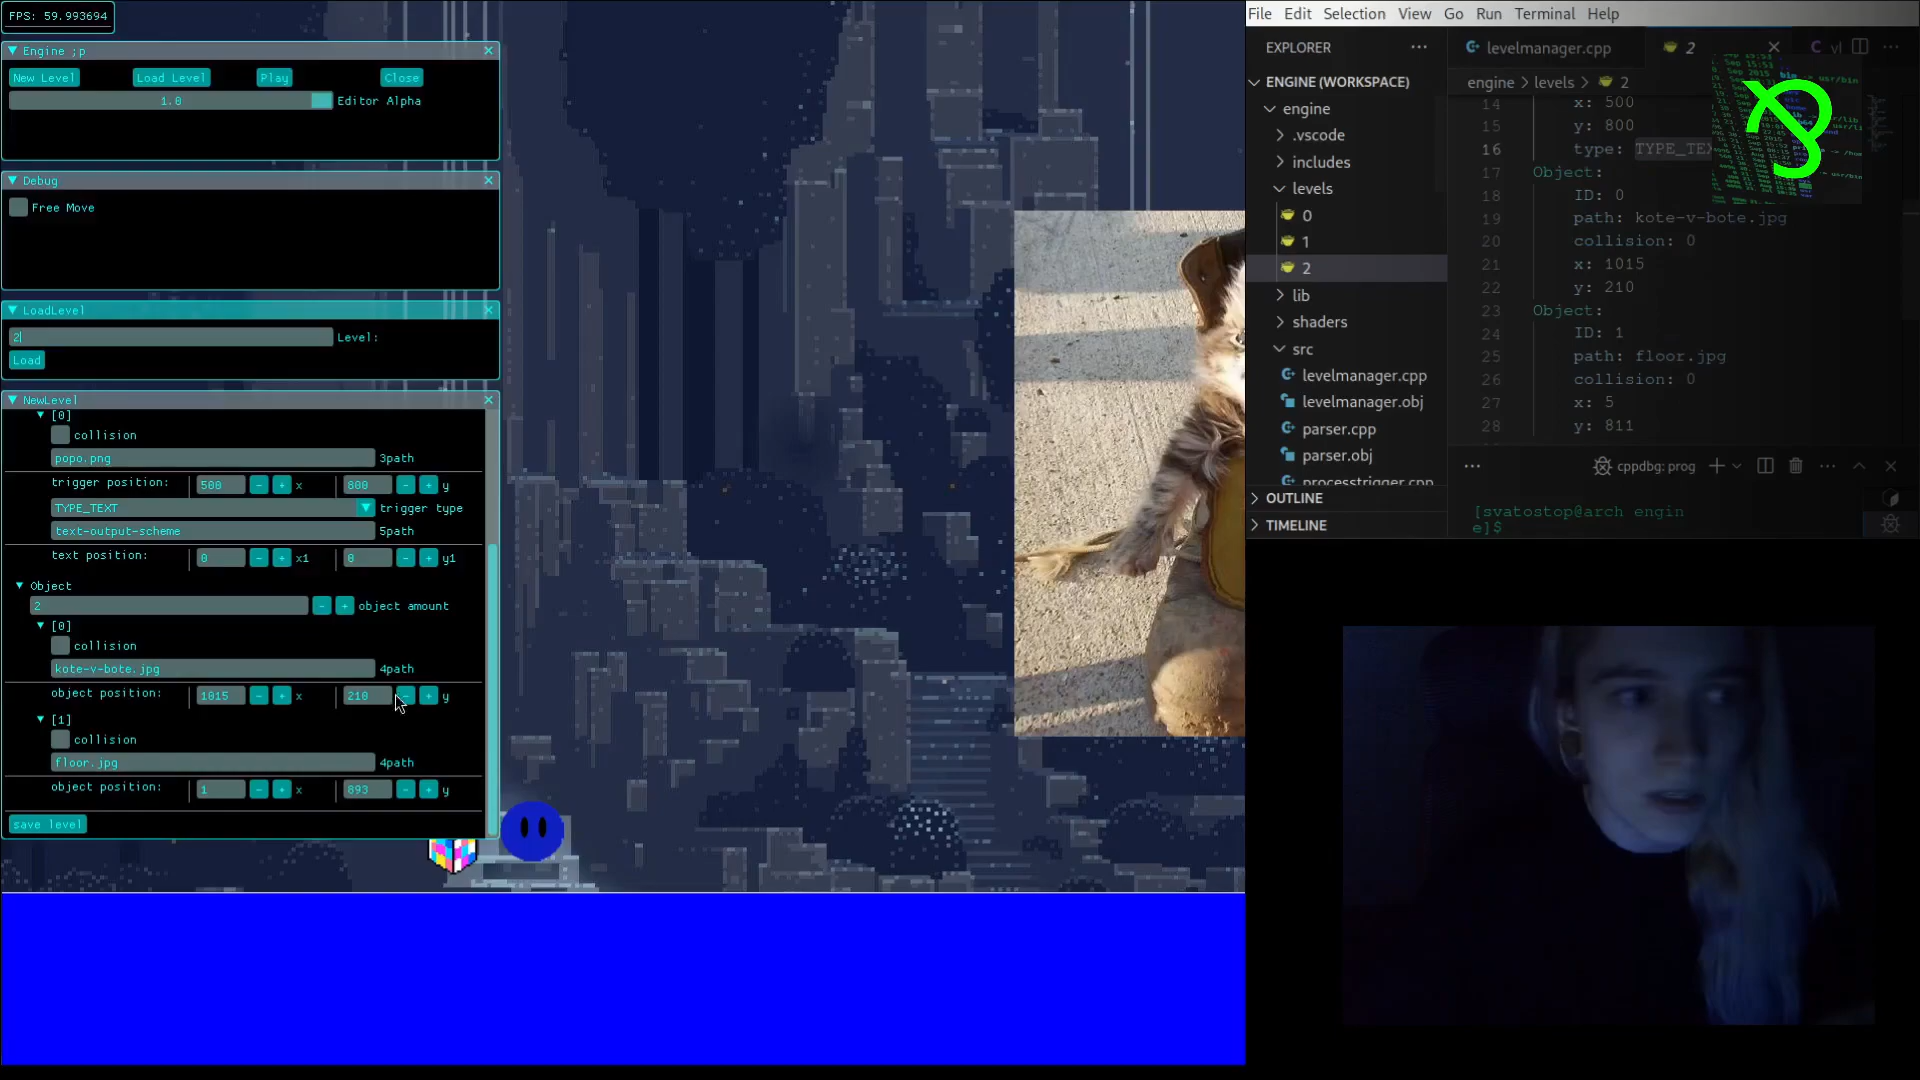 FPS: 59.993694
Engine ;p
New Level
Load Level
Play
Close
1.0
Editor Alpha
Debug
Free Move
LoadLevel
2
Level:
Load
NewLevel
[0]
collision
popo.png
3path
trigger position:
500
-
+
x
800
-
+
y
TYPE_TEXT
trigger type
text-output-scheme
5path
text position:
0
-
+
x1
0
-
+
y1
Object
2
-
+
object amount
[0]
collision
kote-v-bote.jpg
4path
object position:
1015
-
+
x
210
-
+
y
[1]
collision
floor.jpg
4path
object position:
1
-
+
x
893
-
+
y
save level
File Edit Selection View Go Run Terminal Help
EXPLORER
ENGINE (WORKSPACE)
engine
.vscode
includes
levels
0
1
2
lib
shaders
src
levelmanager.cpp
levelmanager.obj
parser.cpp
parser.obj
processtrigger.cpp
OUTLINE
TIMELINE
levelmanager.cpp
2
engine > levels > 2
14 x: 500
15 y: 800
16 type: TYPE_TEX
17 Object:
18 ID: 0
19 path: kote-v-bote.jpg
20 collision: 0
21 x: 1015
22 y: 210
23 Object:
24 ID: 1
25 path: floor.jpg
26 collision: 0
27 x: 5
28 y: 811
cppdbg: prog
[svatostop@arch engin
e]$